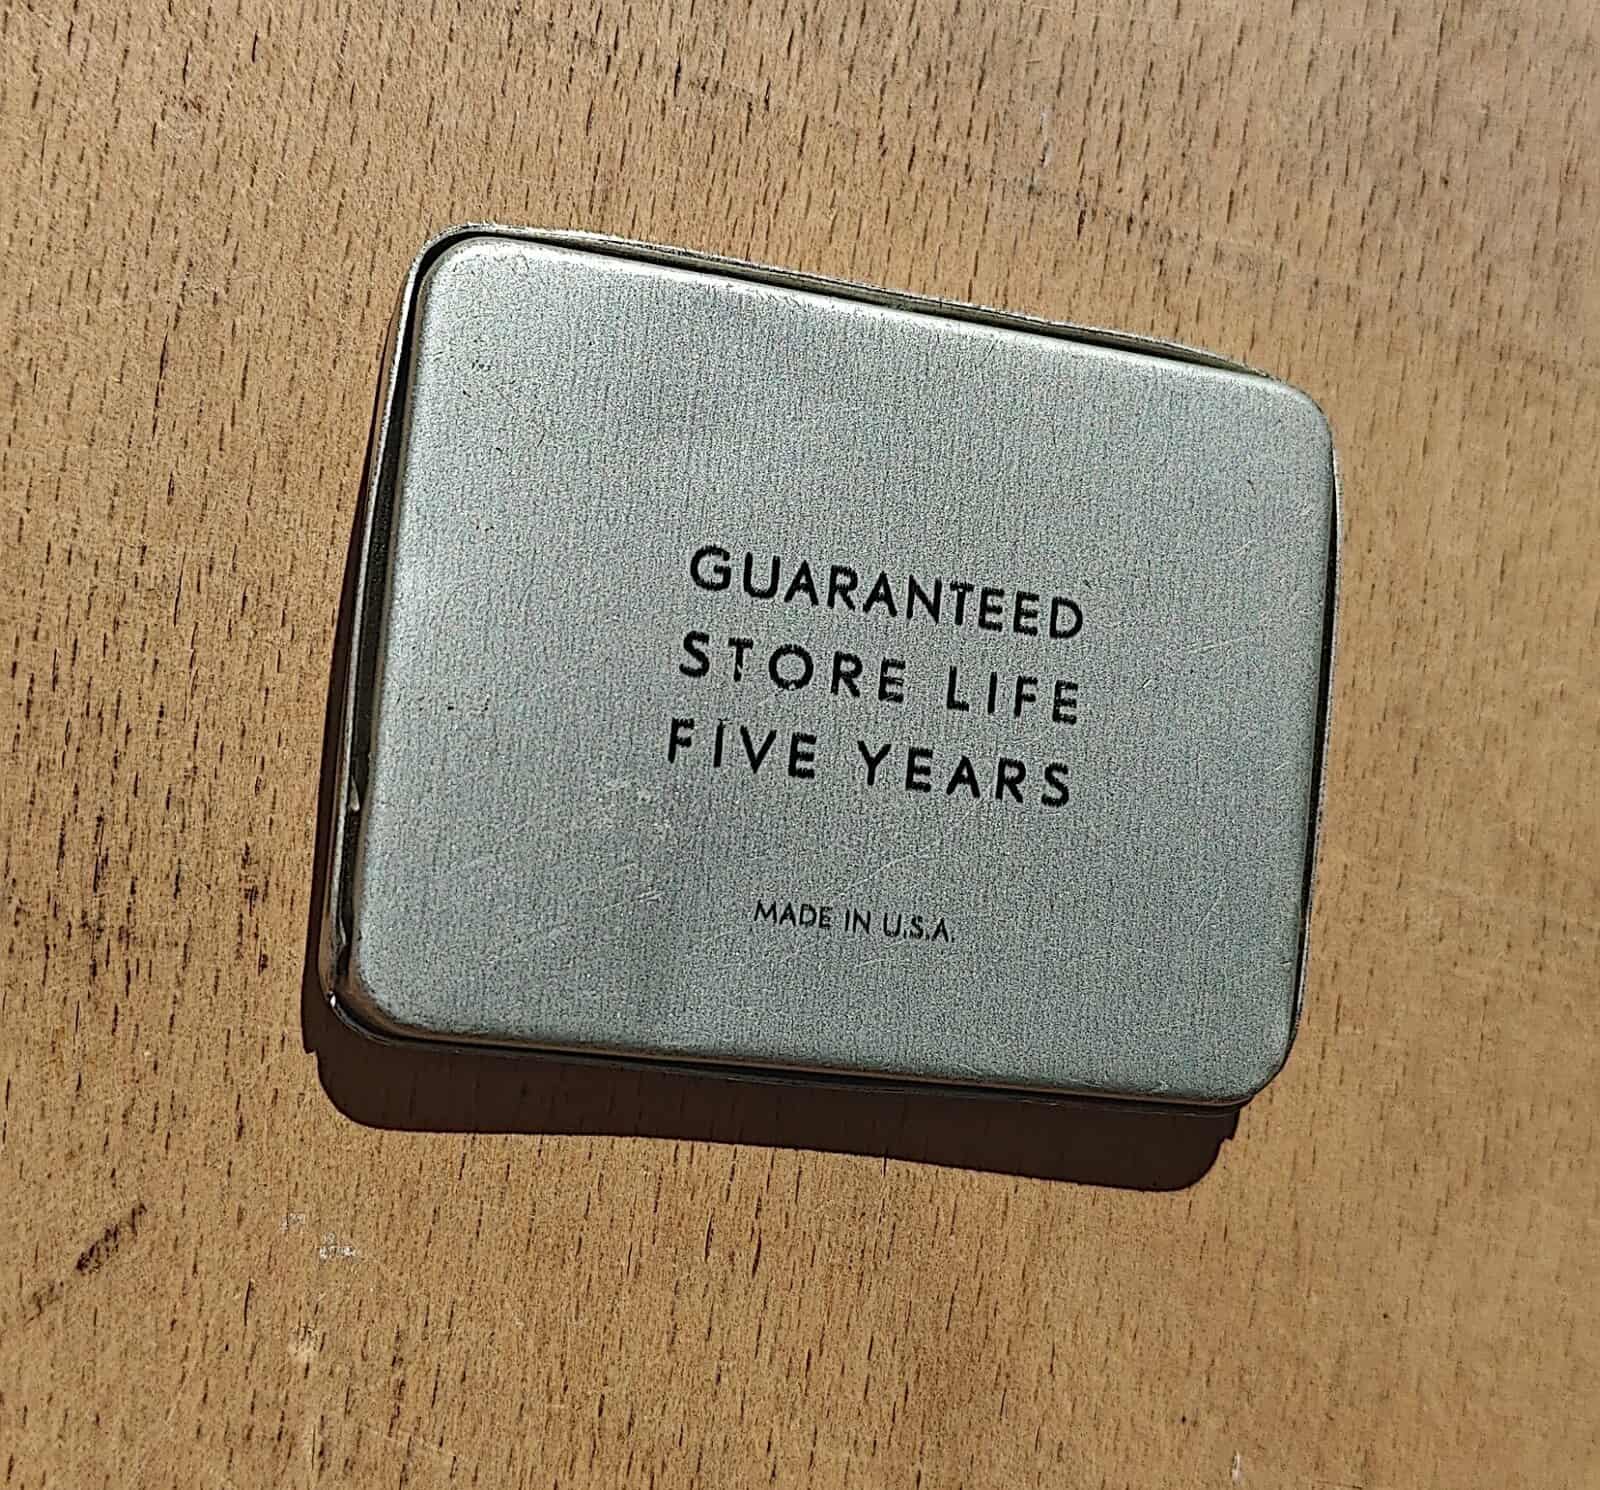 GUARANTEED
STORE LIFE
FIVE YEARS
MADE IN U.S.A.